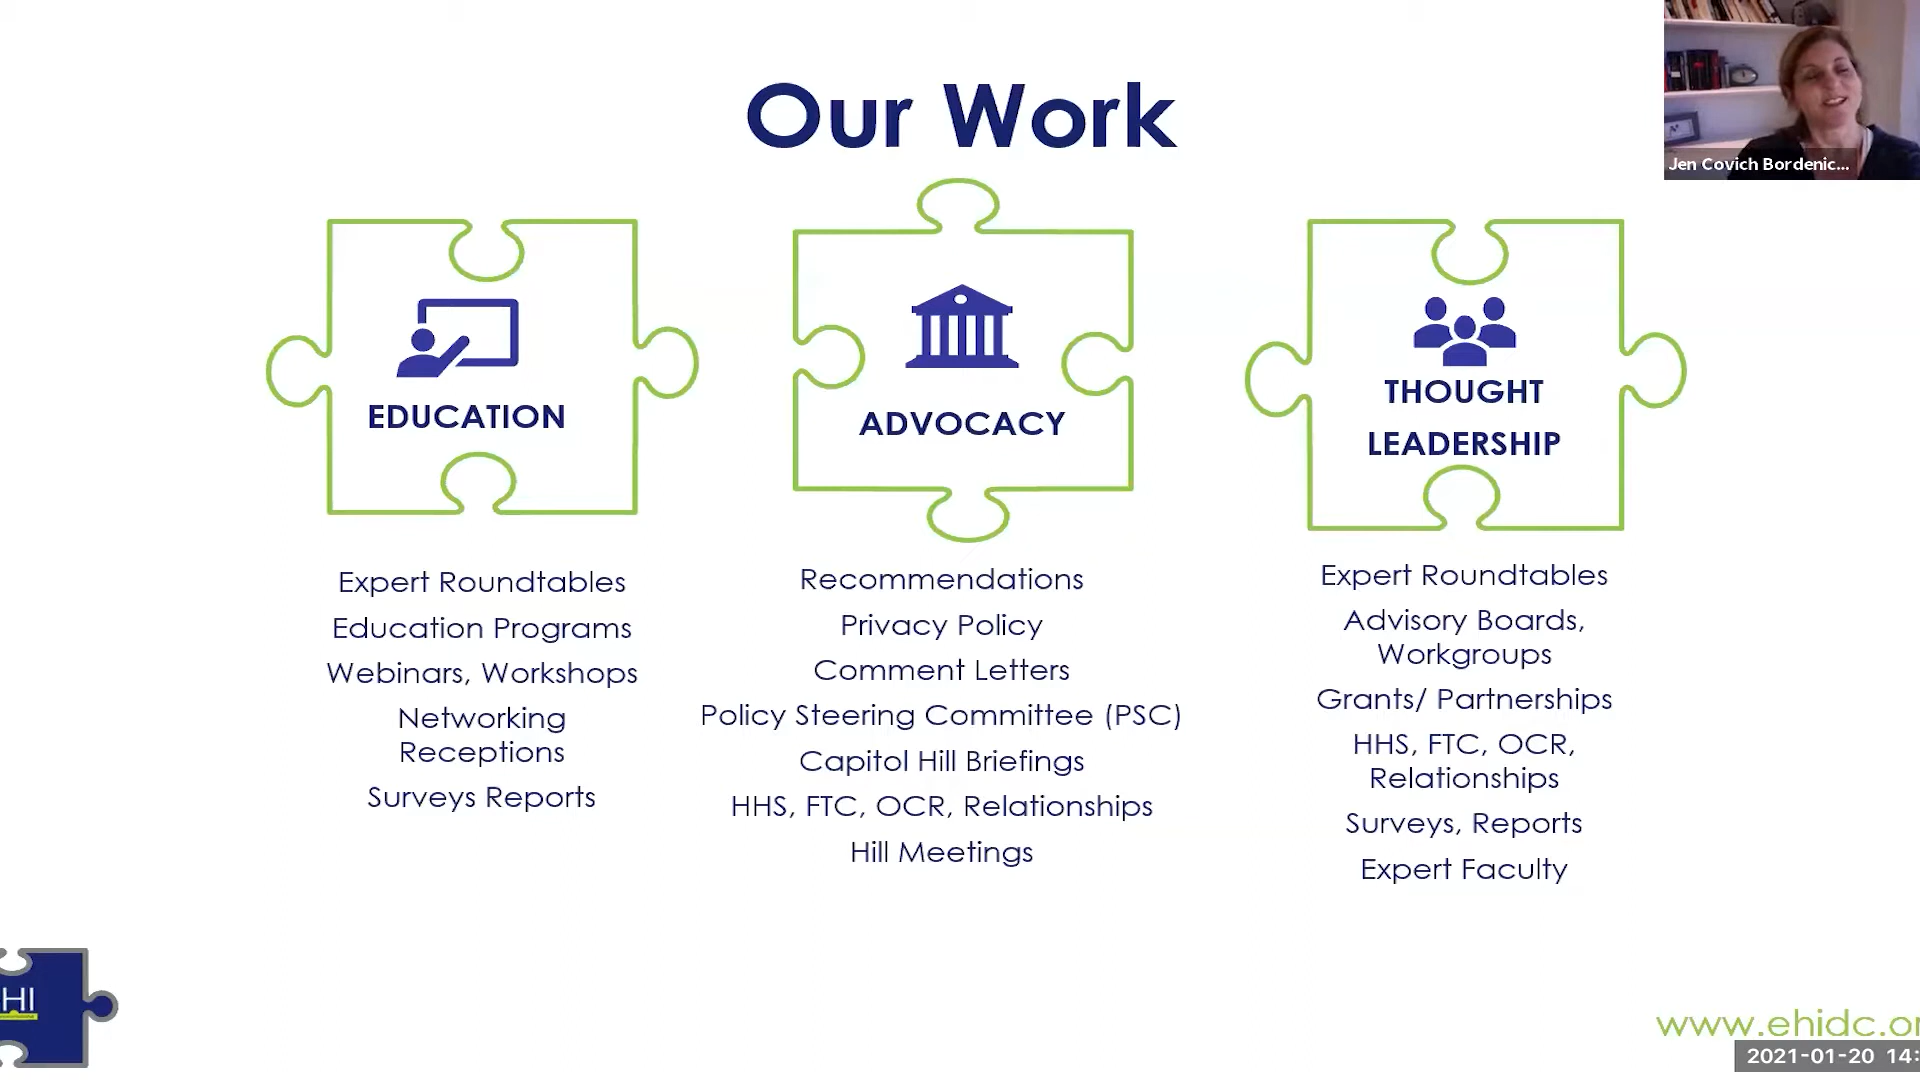 Our Work
Jen Covich Bordenic...
EDUCATION
Expert Roundtables
Education Programs
Webinars, Workshops
Networking
Receptions
Surveys Reports
ADVOCACY
Recommendations
Privacy Policy
Comment Letters
Policy Steering Committee (PSC)
Capitol Hill Briefings
HHS, FTC, OCR, Relationships
Hill Meetings
THOUGHT
LEADERSHIP
Expert Roundtables
Advisory Boards,
Workgroups
Grants/ Partnerships
HHS, FTC, OCR,
Relationships
Surveys, Reports
Expert Faculty
HI
www.ehidc.or
2021-01-20 14: